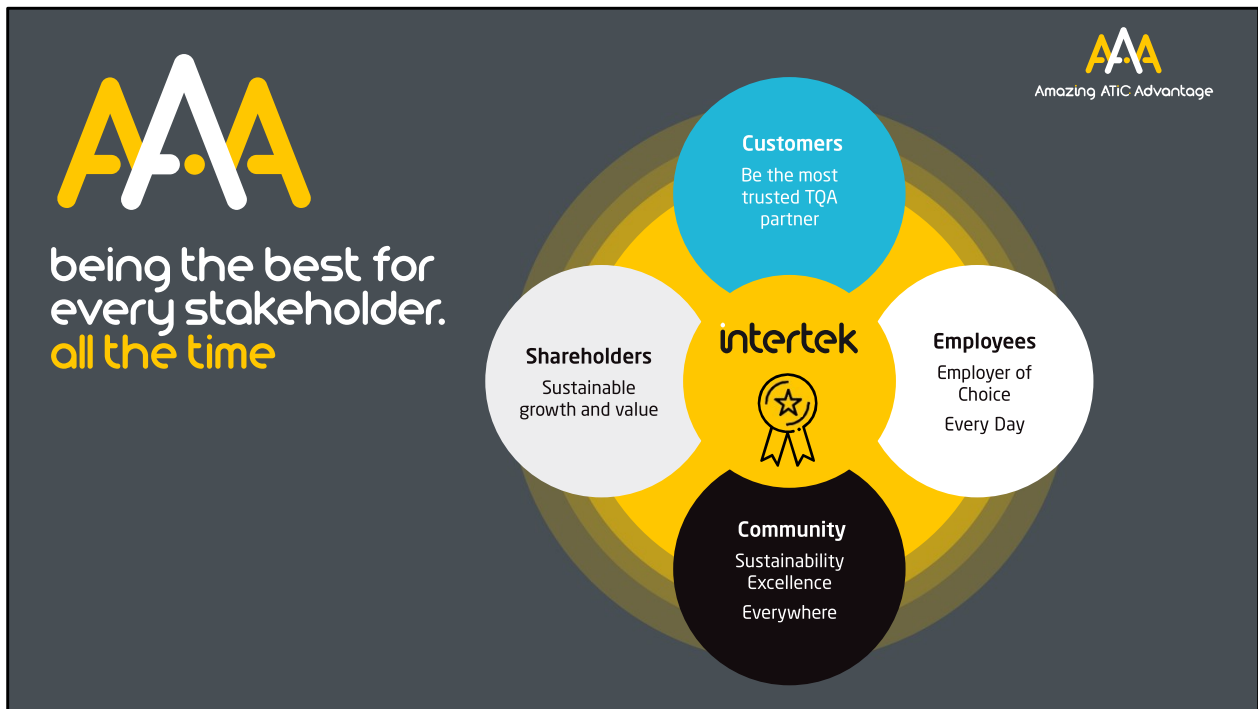 AAA
being the best for
every stakeholder.
all the time
AAA
Amazing ATiC Advantage
Customers
Be the most
trusted TQA
partner
Shareholders
Sustainable
growth and value
intertek
Employees
Employer of
Choice
Every Day
Community
Sustainability
Excellence
Everywhere